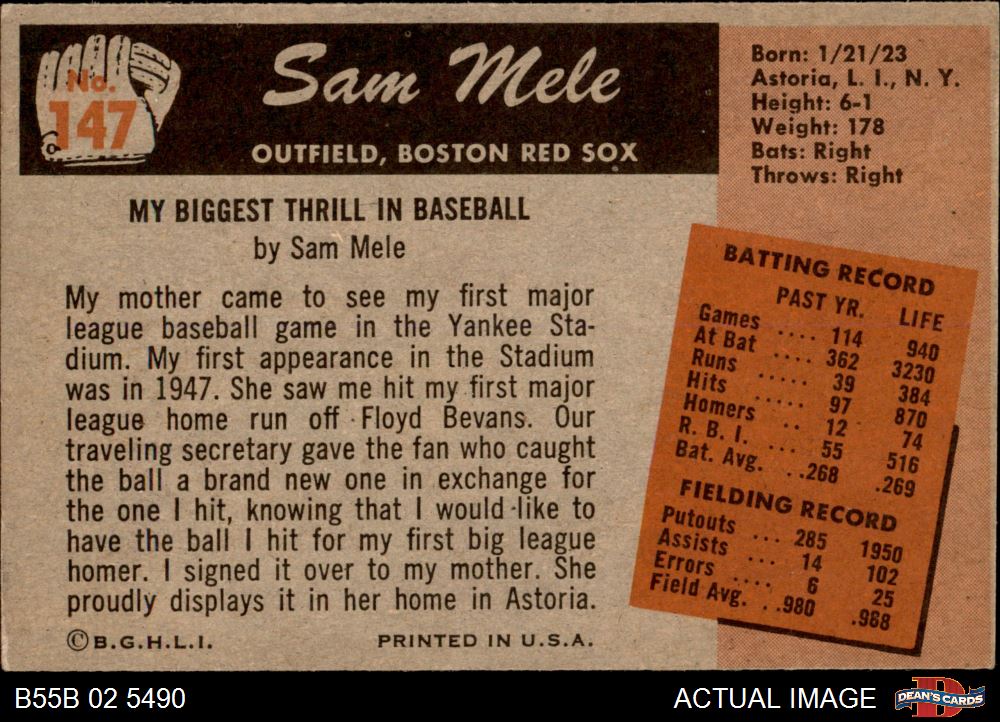 No.
147
Sam Mele
OUTFIELD, BOSTON RED SOX
Born: 1/21/23
Astoria, L. I., N. Y.
Height: 6-1
Weight: 178
Bats: Right
Throws: Right
MY BIGGEST THRILL IN BASEBALL
by Sam Mele
My mother came to see my first major
league baseball game in the Yankee Sta-
dium. My first appearance in the Stadium
was in 1947. She saw me hit my first major
league home run off Floyd Bevans. Our
traveling secretary gave the fan who caught
the ball a brand new one in exchange for
the one I hit, knowing that I would like to
have the ball I hit for my first big league
homer. I signed it over to my mother. She
proudly displays it in her home in Astoria.
©B.G.H.L.I. PRINTED IN U.S.A.
BATTING RECORD
PAST YR. LIFE
Games .... 114 940
At Bat .... 362 3230
Runs ..... 39 384
Hits ..... 97 870
Homers .. 12 74
R. B. I. .. 55 516
Bat. Avg. ...268 .269
FIELDING RECORD
Putouts ... 285 1950
Assists ... 14 102
Errors .... 6 25
Field Avg. ..980 .988
B55B 02 5490 ACTUAL IMAGE
D
DEAN'S CARDS